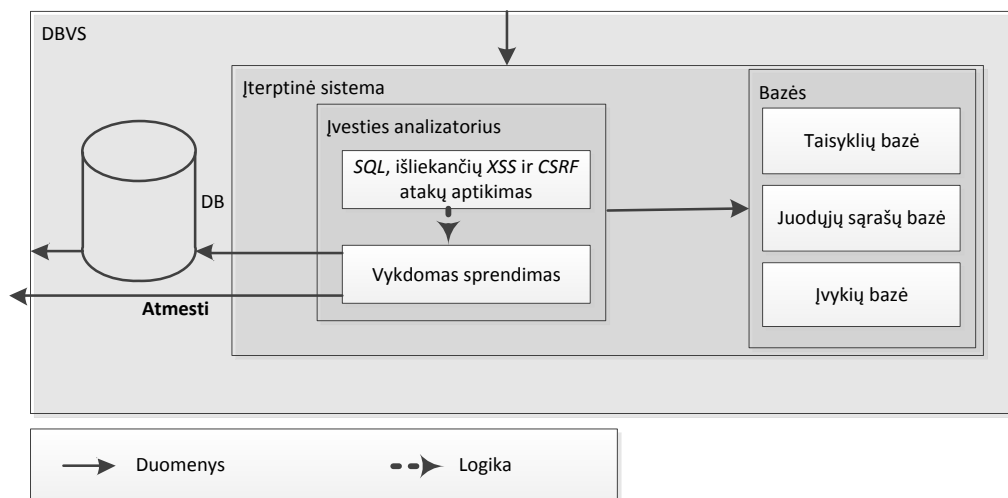 DBVS
Įterptinė sistema
Įvesties analizatorius
SQL, išliekančių XSS ir CSRF
atakų aptikimas
Vykdomas sprendimas
DB
Atmesti
Bazės
Taisyklių bazė
Juodųjų sąrašų bazė
Įvykių bazė
Duomenys
Logika